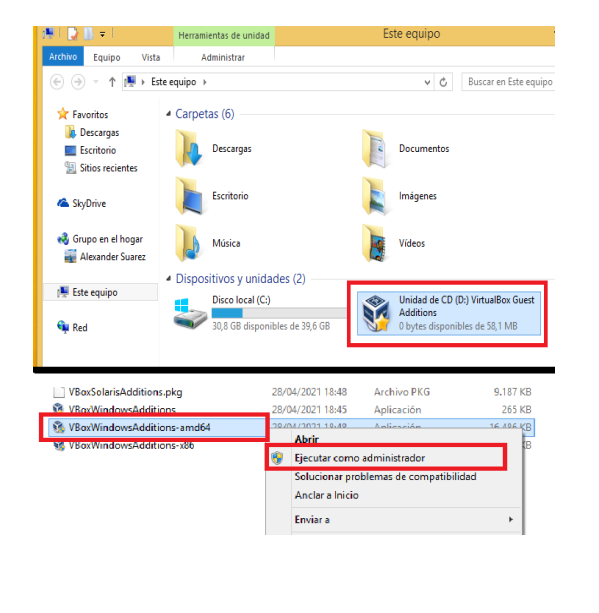 Herramientas de unidad
Este equipo
Archivo Equipo Vista Administrar
Este equipo
Buscar en Este equipo
Favoritos
Descargas
Escritorio
Sitios recientes
SkyDrive
Grupo en el hogar
Alexander Suarez
Este equipo
Red
Carpetas (6)
Descargas
Documentos
Escritorio
Imágenes
Música
Vídeos
Dispositivos y unidades (2)
Disco local (C:)
30,8 GB disponibles de 39,6 GB
Unidad de CD (D:) VirtualBox Guest
Additions
0 bytes disponibles de 58,1 MB
VBoxSolarisAdditions.pkg 28/04/2021 18:48 Archivo PKG 9.187 KB
VBoxWindowsAdditions 28/04/2021 18:45 Aplicación 265 KB
VBoxWindowsAdditions-amd64 28/04/2021 18:48 Aplicación 16.486 KB
VBoxWindowsAdditions-x86 KB
Abrir
Ejecutar como administrador
Solucionar problemas de compatibilidad
Anclar a Inicio
Enviar a